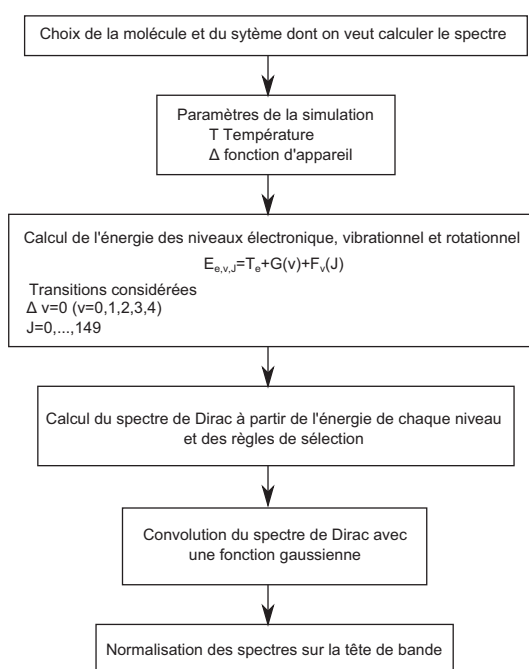 Choix de la molécule et du sytème dont on veut calculer le spectre
Paramètres de la simulation
T Température
Δ fonction d'appareil
Calcul de l'énergie des niveaux électronique, vibrationnel et rotationnel
E_{e,v,J}=T_e+G(v)+F_v(J)
Transitions considérées
Δ v=0 (v=0,1,2,3,4)
J=0,...,149
Calcul du spectre de Dirac à partir de l'énergie de chaque niveau
et des règles de sélection
Convolution du spectre de Dirac avec
une fonction gaussienne
Normalisation des spectres sur la tête de bande